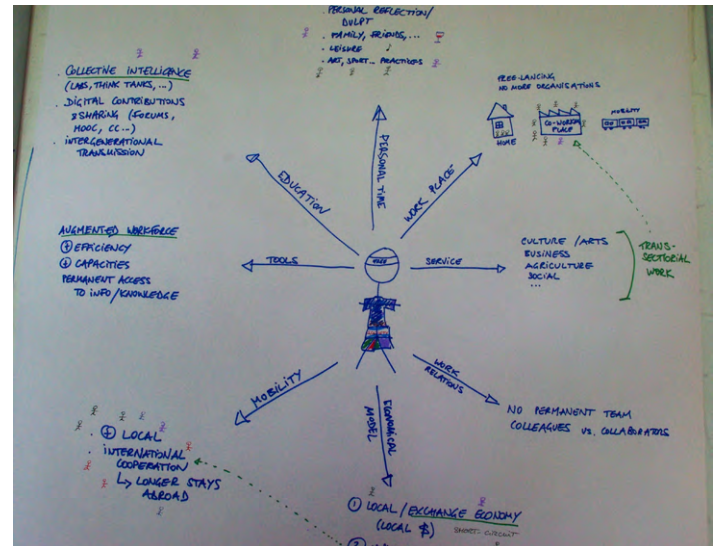 . PERSONAL REFLECTION/
DVLPT
. FAMILY, FRIENDS, ...
. LEISURE
. ART, SPORT... PRACTICES
. COLLECTIVE INTELLIGENCE
(LABS, THINK TANKS, ...)
. DIGITAL CONTRIBUTIONS
& SHARING (FORUMS,
MOOC, CC...)
. INTERGENERATIONAL
TRANSMISSION
FREE-LANCING
NO MORE ORGANISATIONS
HOME
CO-WORKING
PLACE
MOBILITY
EDUCATION
PERSONAL TIME
WORK PLACE
AUGMENTED WORKFORCE
+ EFFICIENCY
+ CAPACITIES
PERMANENT ACCESS
TO INFO/KNOWLEDGE
TOOLS
SERVICE
CULTURE / ARTS
BUSINESS
AGRICULTURE
SOCIAL
...
TRANS-
SECTORIAL
WORK
MOBILITY
ECONOMICAL
MODEL
WORK
RELATIONS
NO PERMANENT TEAM
COLLEAGUES VS. COLLABORATORS
. + LOCAL
. INTERNATIONAL
COOPERATION
↳ LONGER STAYS
ABROAD
① LOCAL / EXCHANGE ECONOMY
(LOCAL $) SHORT-CIRCUIT
②